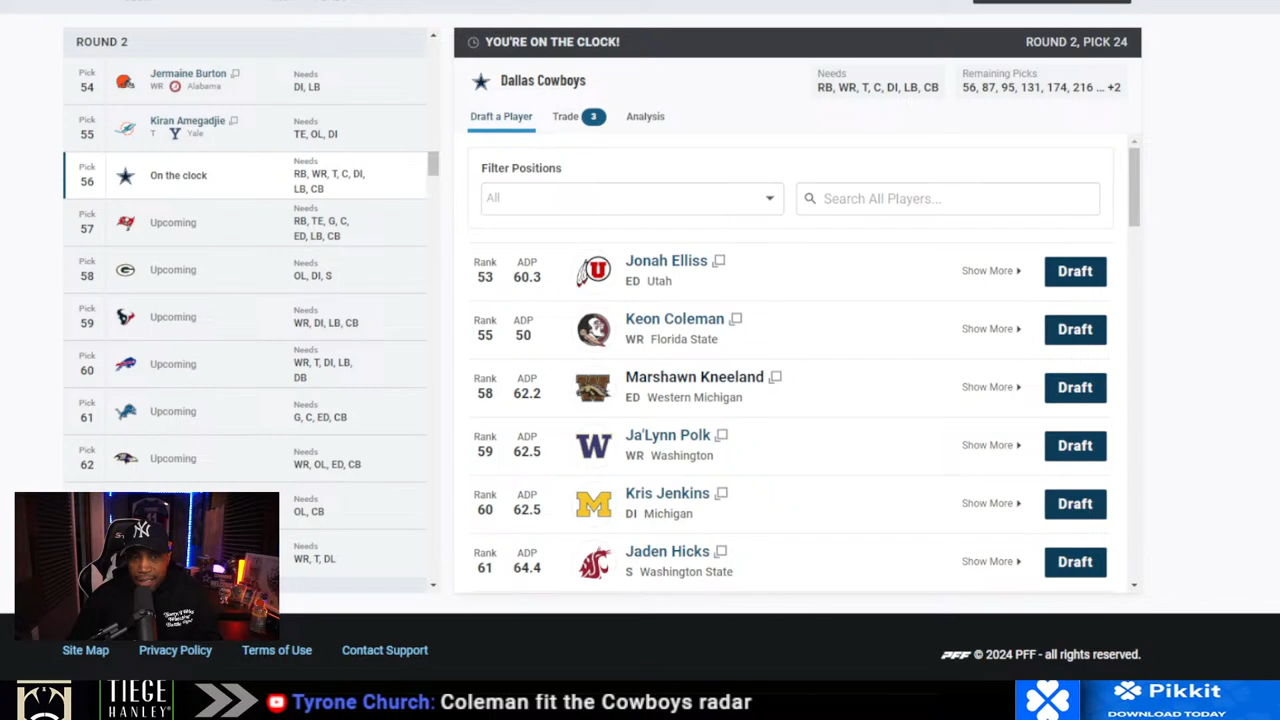 ROUND 2
Pick 54 Jermaine Burton WR Alabama Needs DI, LB
Pick 55 Kiran Amegadjie T Yale Needs TE, OL, DI
Pick 56 On the clock Needs RB, WR, T, C, DI,
LB, CB
Pick 57 Upcoming Needs RB, TE, G, C,
ED, LB, CB
Pick 58 Upcoming Needs OL, DI, S
Pick 59 Upcoming Needs WR, DI, LB, CB
Pick 60 Upcoming Needs WR, T, DI, LB,
DB
Pick 61 Upcoming Needs G, C, ED, CB
Pick 62 Upcoming Needs WR, OL, ED, CB
Needs OL, CB
Needs WR, T, DL
YOU'RE ON THE CLOCK! ROUND 2, PICK 24
Dallas Cowboys
Needs
RB, WR, T, C, DI, LB, CB
Remaining Picks
56, 87, 95, 131, 174, 216 ... +2
Draft a Player Trade 3 Analysis
Filter Positions
All Search All Players...
Rank 53 ADP 60.3 Jonah Elliss ED Utah Show More Draft
Rank 55 ADP 50 Keon Coleman WR Florida State Show More Draft
Rank 58 ADP 62.2 Marshawn Kneeland ED Western Michigan Show More Draft
Rank 59 ADP 62.5 Ja'Lynn Polk WR Washington Show More Draft
Rank 60 ADP 62.5 Kris Jenkins DI Michigan Show More Draft
Rank 61 ADP 64.4 Jaden Hicks S Washington State Show More Draft
Site Map Privacy Policy Terms of Use Contact Support
PFF © 2024 PFF - all rights reserved.
TIEGE
HANLEY
Tyrone Church: Coleman fit the Cowboys radar
Pikkit
DOWNLOAD TODAY